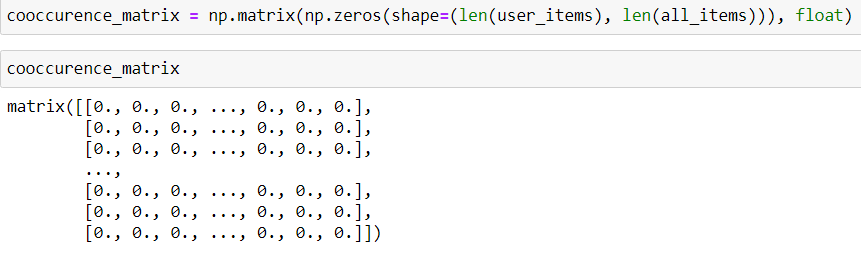 cooccurence_matrix = np.matrix(np.zeros(shape=(len(user_items), len(all_items))), float)
cooccurence_matrix
matrix([[0., 0., 0., ..., 0., 0., 0.],
        [0., 0., 0., ..., 0., 0., 0.],
        [0., 0., 0., ..., 0., 0., 0.],
        ...,
        [0., 0., 0., ..., 0., 0., 0.],
        [0., 0., 0., ..., 0., 0., 0.],
        [0., 0., 0., ..., 0., 0., 0.]])